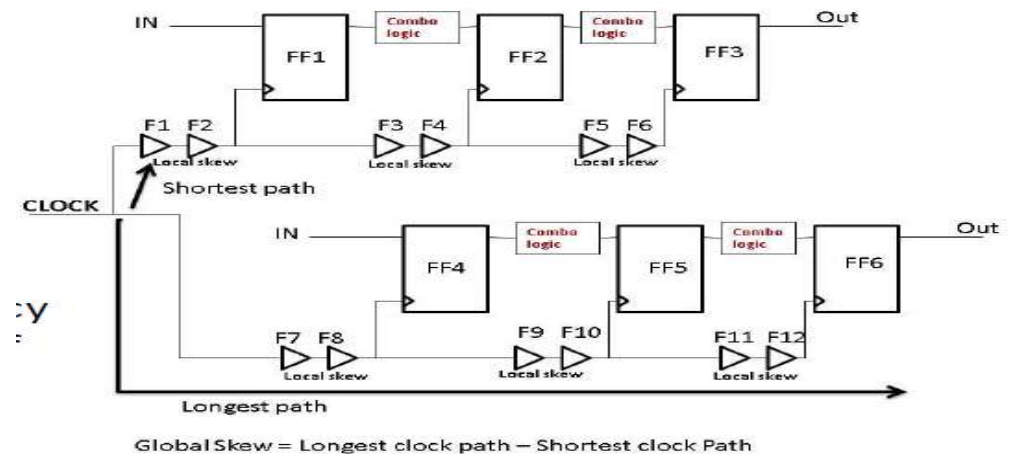 IN
Combo logic
Combo logic
Out
FF1
FF2
FF3
F1 F2
F3 F4
F5 F6
Local skew
Local skew
Local skew
Shortest path
CLOCK
IN
Combo logic
Combo logic
Out
FF4
FF5
FF6
F7 F8
F9 F10
F11 F12
Local skew
Local skew
Local skew
Longest path
Global Skew = Longest clock path – Shortest clock Path